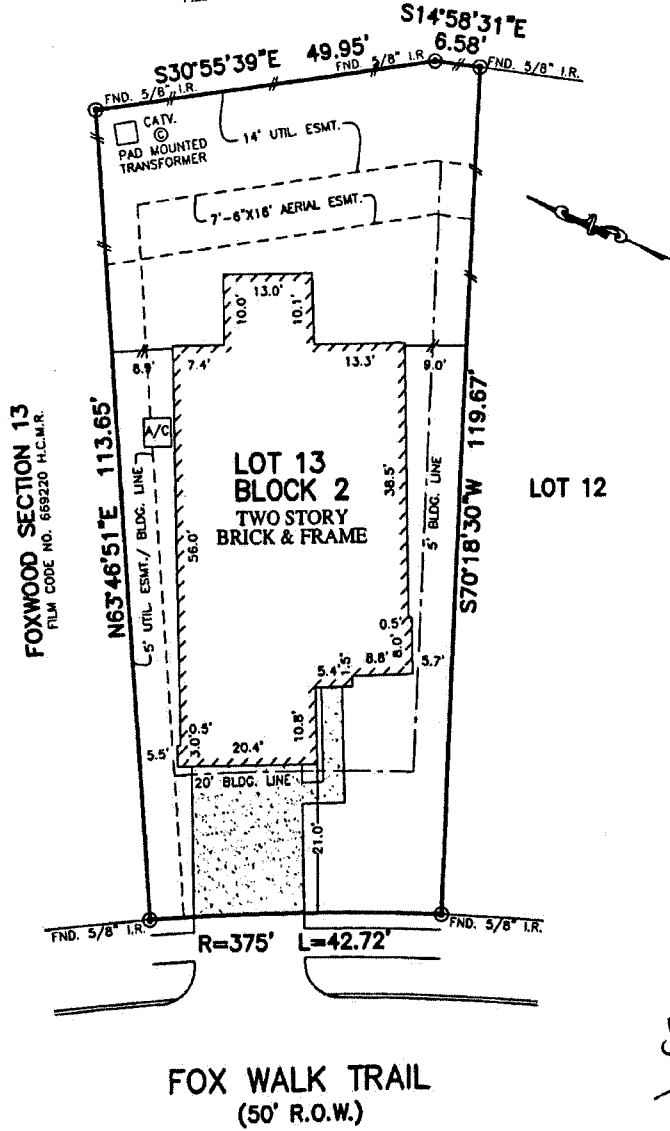 S14°58'31"E
6.58'
S30°55'39"E 49.95'
FND. 5/8" I.R.
FND. 5/8" I.R.
FND. 5/8" I.R.
CATV.
©
PAD MOUNTED
TRANSFORMER
14' UTIL. ESMT.
7'-6"X16' AERIAL ESMT.
13.0'
10.0'
10.1'
8.9'
7.4'
13.3'
9.0'
A/C
FOXWOOD SECTION 13
FILM CODE NO. 669220 H.C.M.R.
N63°46'51"E 113.65'
5' UTIL. ESMT./ BLDG. LINE
56.0'
LOT 13
BLOCK 2
TWO STORY
BRICK & FRAME
38.5'
5' BLDG. LINE
S70°18'30"W 119.67'
LOT 12
0.5'
8.0'
5.4'
1.5'
8.8'
5.7'
10.8'
5.5'
0.5'
3.0'
20.4'
20' BLDG. LINE
21.0'
FND. 5/8" I.R.
R=375' L=42.72'
FND. 5/8" I.R.
FOX WALK TRAIL
(50' R.O.W.)